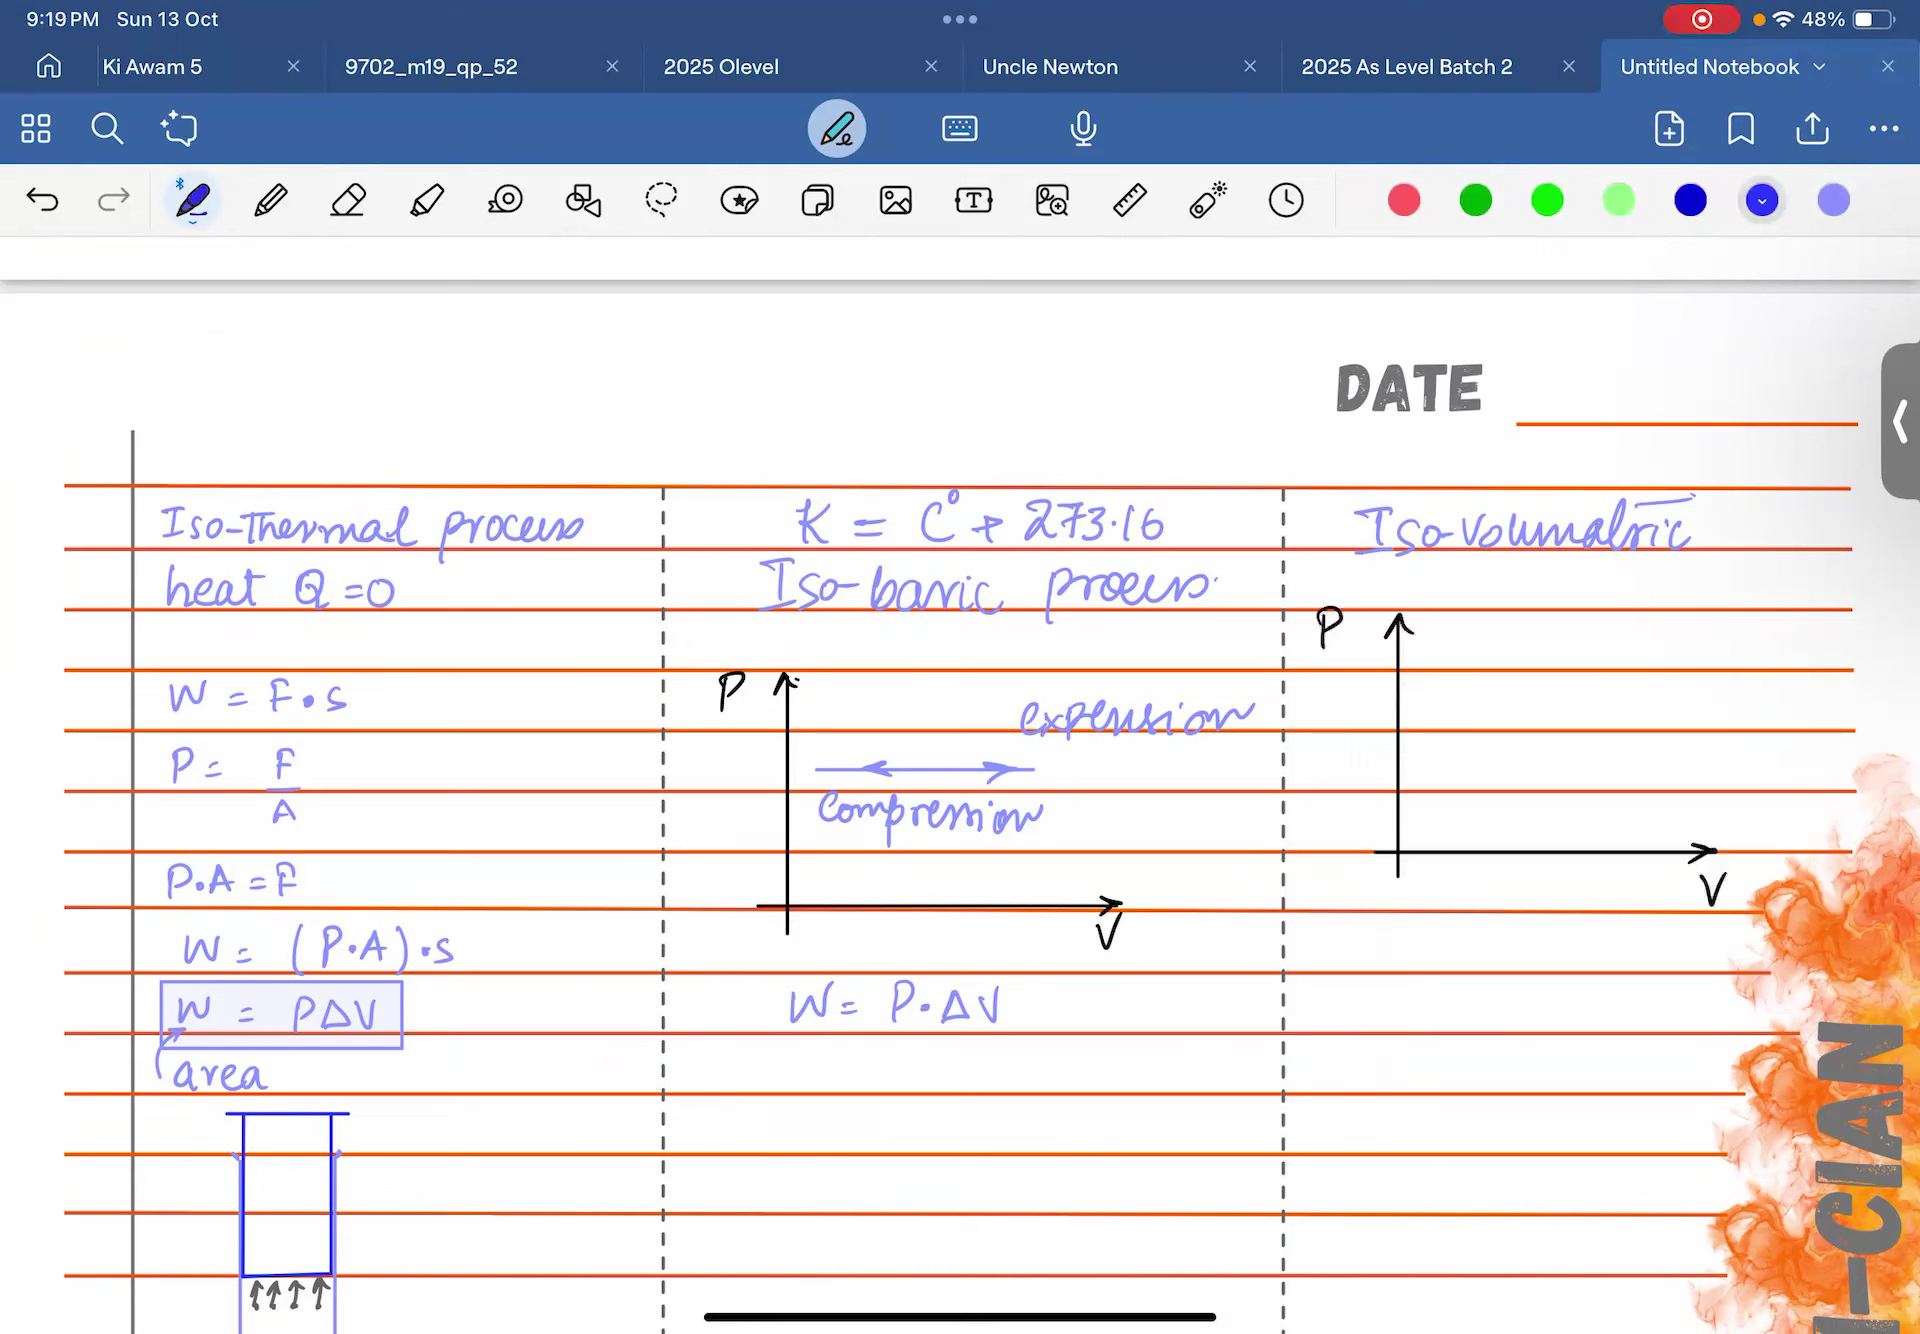 9:19 PM Sun 13 Oct
48%
Ki Awam 5
9702_m19_qp_52
2025 Olevel
Uncle Newton
2025 As Level Batch 2
Untitled Notebook
DATE
Iso-thermal process
heat Q = 0
W = F • s
P = F
A
P.A = F
W = (P.A).s
W = PΔV
area
K = C° + 273.16
Iso-baric process
P
expension
compression
V
W = P.ΔV
Iso-volumatric
P
V
-CIAN